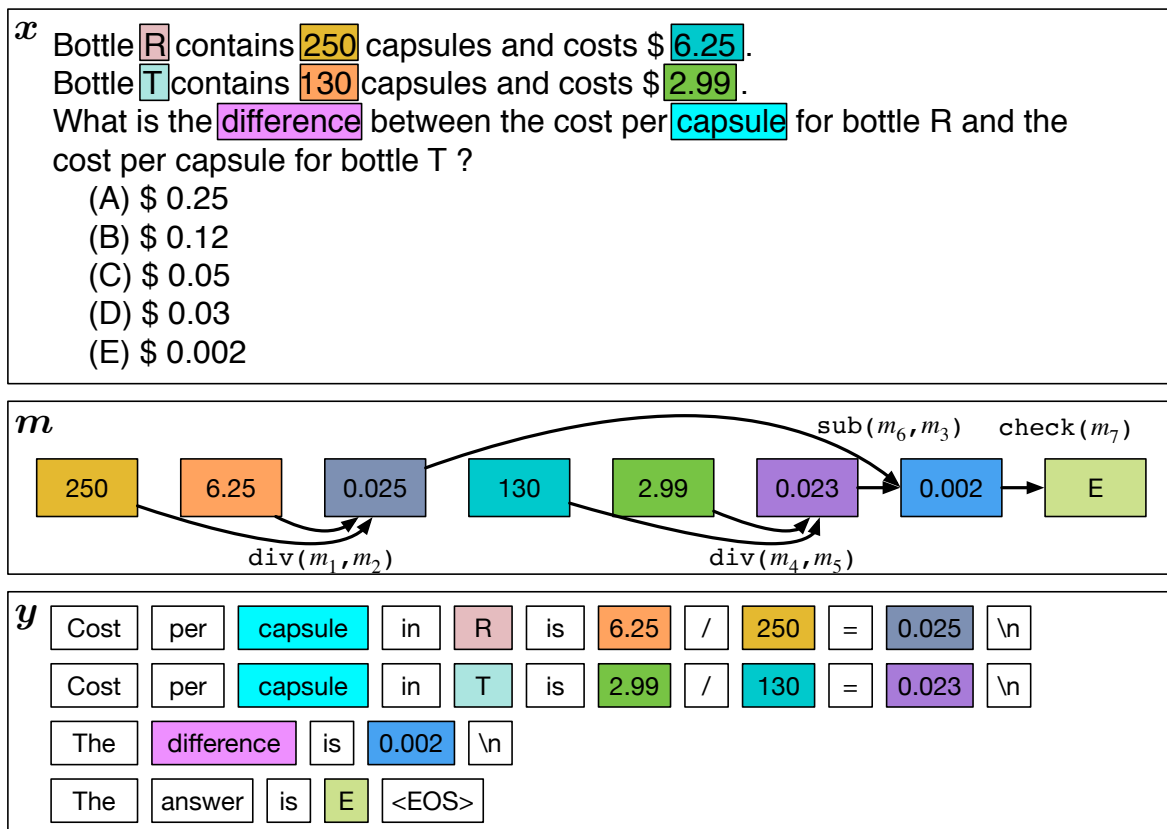 x Bottle R contains 250 capsules and costs $ 6.25 .
Bottle T contains 130 capsules and costs $ 2.99 .
What is the difference between the cost per capsule for bottle R and the
cost per capsule for bottle T ?
(A) $ 0.25
(B) $ 0.12
(C) $ 0.05
(D) $ 0.03
(E) $ 0.002
m
sub(m6,m3) check(m7)
250 6.25 0.025 130 2.99 0.023 0.002 E
div(m1,m2) div(m4,m5)
y Cost per capsule in R is 6.25 / 250 = 0.025 \n
Cost per capsule in T is 2.99 / 130 = 0.023 \n
The difference is 0.002 \n
The answer is E <EOS>